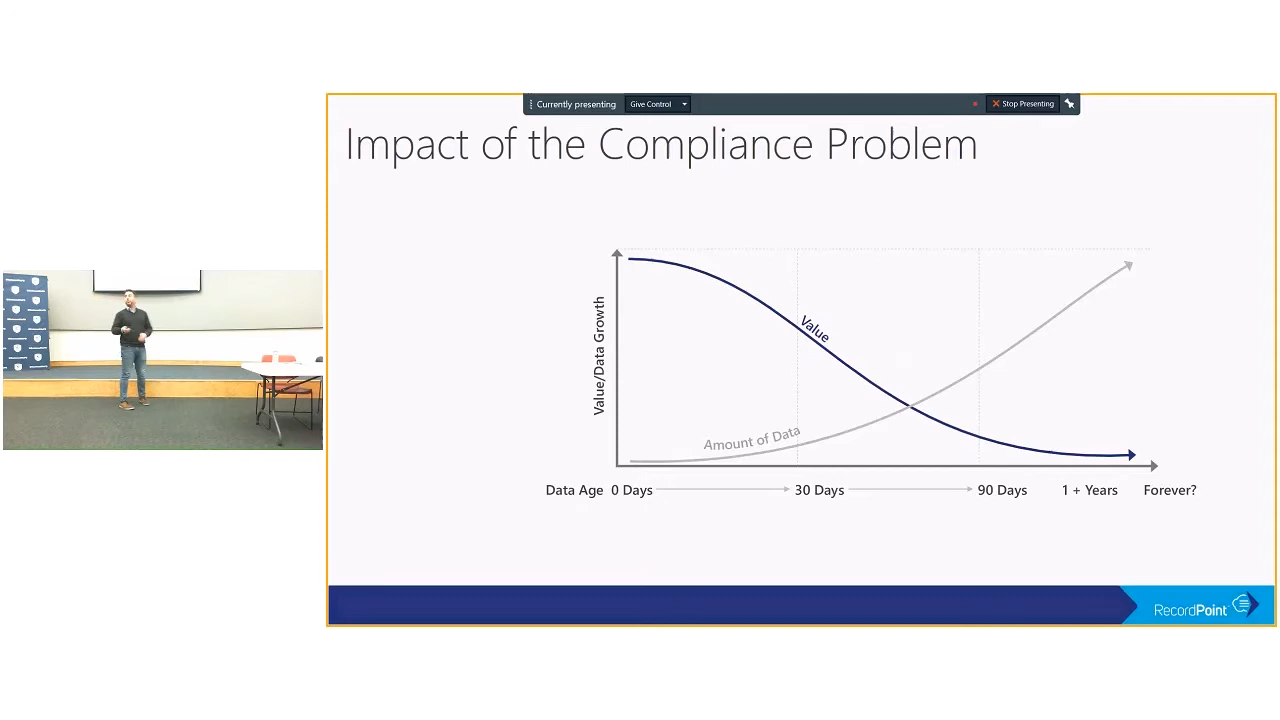 Currently presenting
Give Control
Stop Presenting
Impact of the Compliance Problem
Value/Data Growth
Value
Amount of Data
Data Age 0 Days 30 Days 90 Days 1 + Years Forever?
RecordPoint